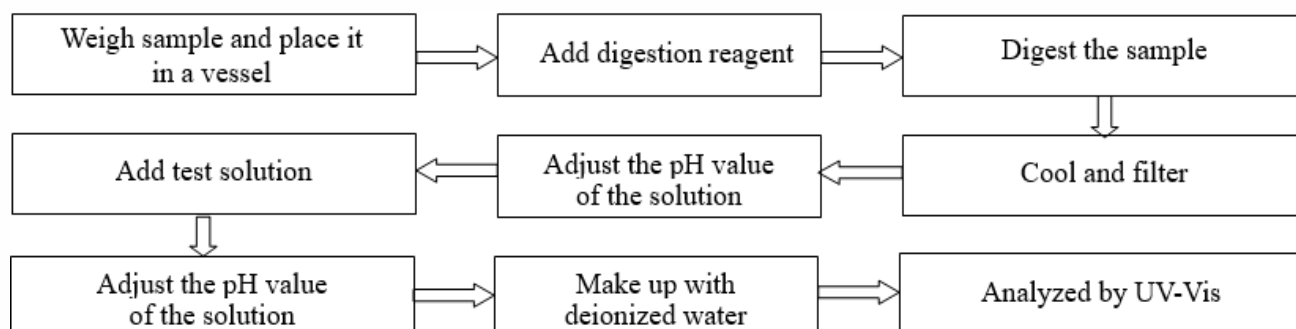 Weigh sample and place it
in a vessel
Add digestion reagent
Digest the sample
Cool and filter
Adjust the pH value
of the solution
Add test solution
Adjust the pH value
of the solution
Make up with
deionized water
Analyzed by UV-Vis